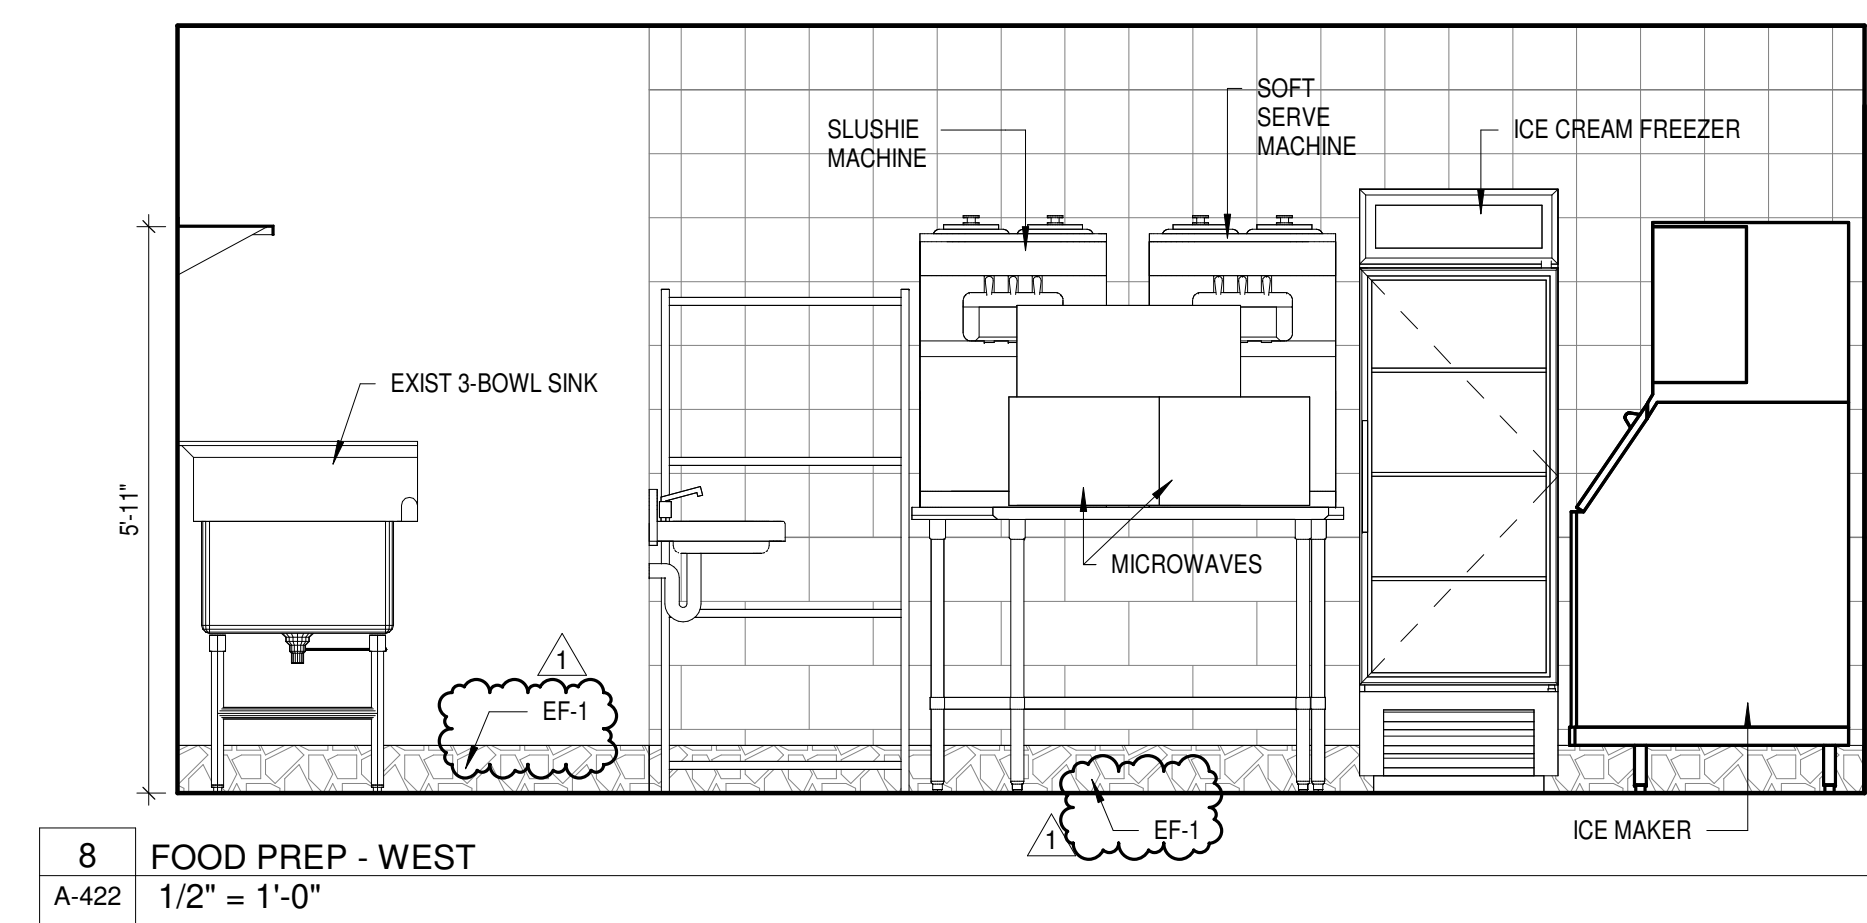 SOFT
SERVE
MACHINE
SLUSHIE
MACHINE
ICE CREAM FREEZER
EXIST 3-BOWL SINK
5'-11"
MICROWAVES
1
EF-1
1
EF-1
ICE MAKER
8
FOOD PREP - WEST
A-422
1/2" = 1'-0"